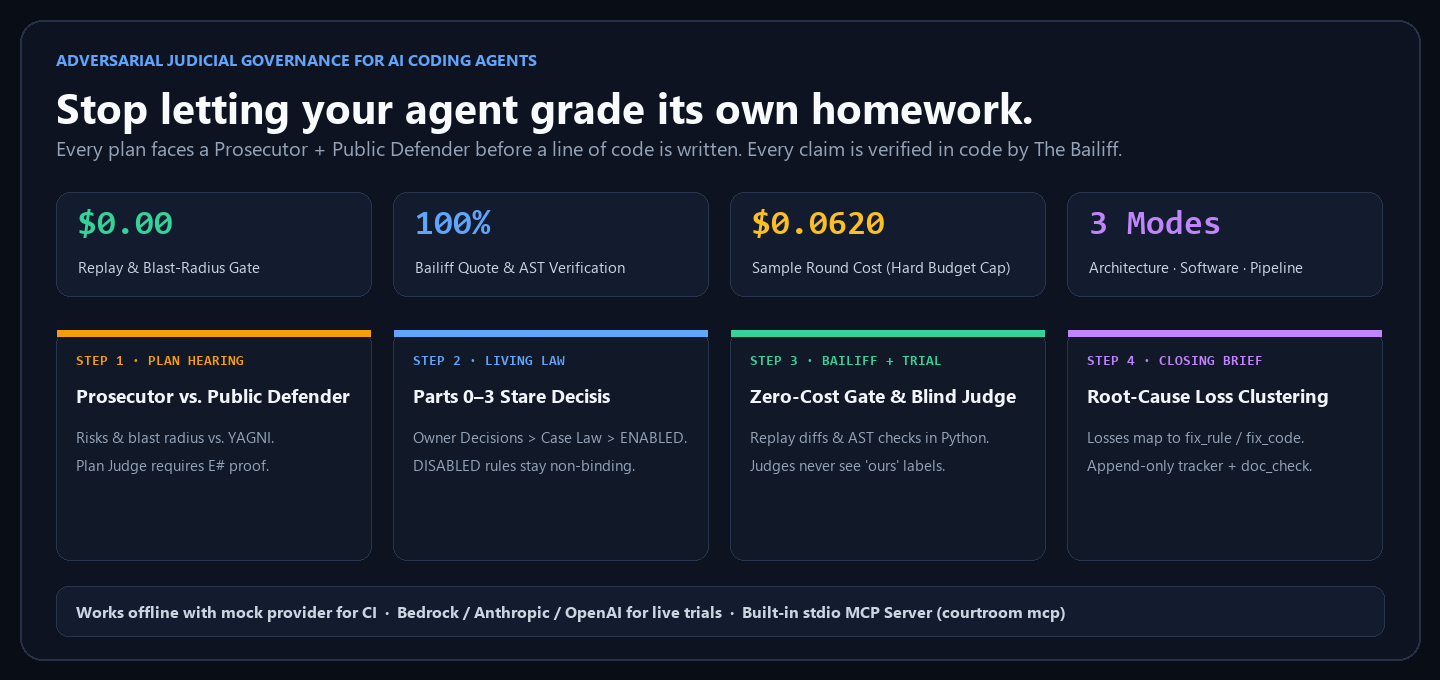 ADVERSARIAL JUDICIAL GOVERNANCE FOR AI CODING AGENTS
Stop letting your agent grade its own homework.
Every plan faces a Prosecutor + Public Defender before a line of code is written. Every claim is verified in code by The Bailiff.
$0.00
Replay & Blast-Radius Gate
100%
Bailiff Quote & AST Verification
$0.0620
Sample Round Cost (Hard Budget Cap)
3 Modes
Architecture · Software · Pipeline
STEP 1 · PLAN HEARING
Prosecutor vs. Public Defender
Risks & blast radius vs. YAGNI.
Plan Judge requires E# proof.
STEP 2 · LIVING LAW
Parts 0–3 Stare Decisis
Owner Decisions > Case Law > ENABLED.
DISABLED rules stay non-binding.
STEP 3 · BAILIFF + TRIAL
Zero-Cost Gate & Blind Judge
Replay diffs & AST checks in Python.
Judges never see 'ours' labels.
STEP 4 · CLOSING BRIEF
Root-Cause Loss Clustering
Losses map to fix_rule / fix_code.
Append-only tracker + doc_check.
Works offline with mock provider for CI · Bedrock / Anthropic / OpenAI for live trials · Built-in stdio MCP Server (courtroom mcp)